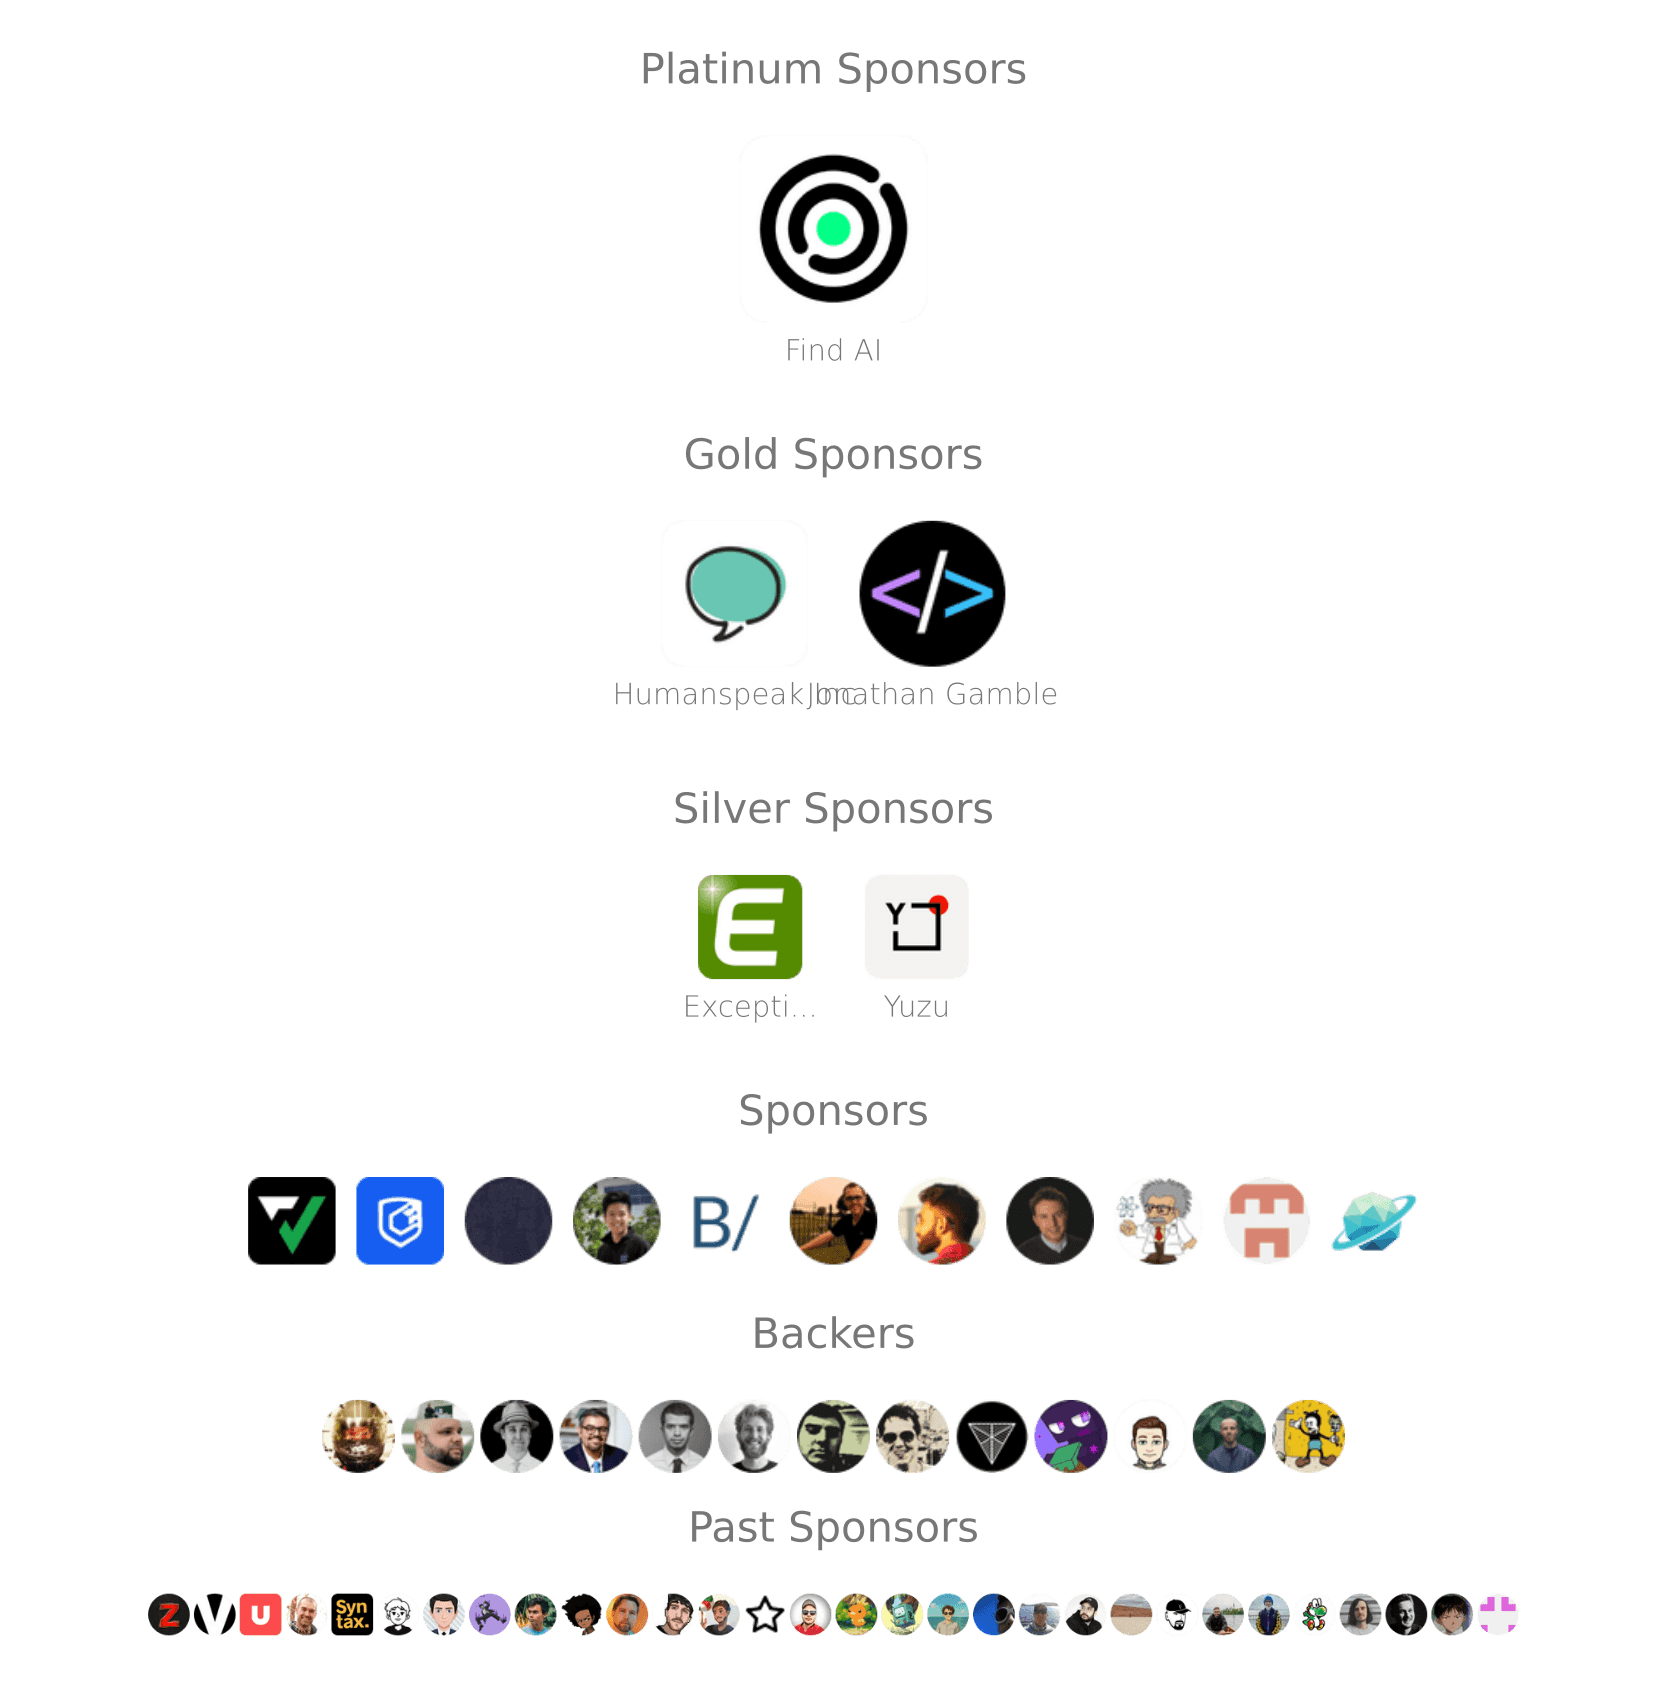 Platinum Sponsors
Find AI
Gold Sponsors
Humanspeak Inc Jonathan Gamble
Silver Sponsors
E Y
Excepti... Yuzu
Sponsors
B/
Backers
Past Sponsors
Z V U Syn
tax.